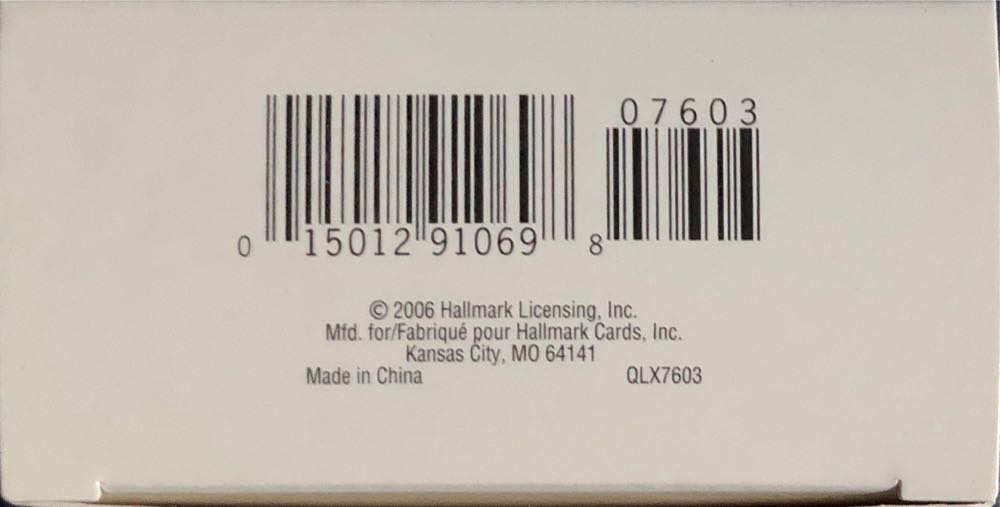 07603
0 15012 91069 8
© 2006 Hallmark Licensing, Inc.
Mfd. for/Fabriqué pour Hallmark Cards, Inc.
Kansas City, MO 64141
Made in China QLX7603